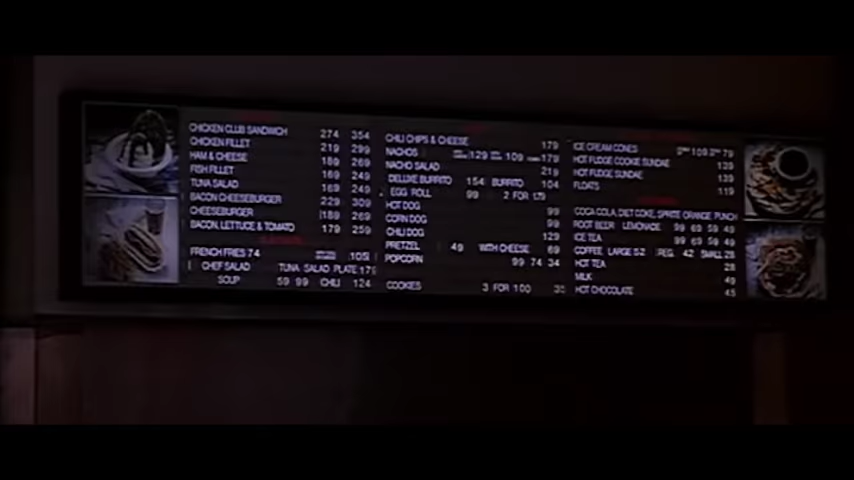 CHICKEN CLUB SANDWICH 274 354
CHICKEN FILLET 219 299
HAM & CHEESE 189 269
FISH FILLET 169 249
TUNA SALAD 169 249
BACON CHEESEBURGER 229 309
CHEESEBURGER 189 269
BACON, LETTUCE & TOMATO 179 259
FRENCH FRIES 74 105
CHEF SALAD TUNA SALAD PLATE 179
SOUP 59 99 CHILI 124
CHILI CHIPS & CHEESE 179
NACHOS 129 109 179
NACHO SALAD 219
DELUXE BURRITO 154 BURRITO 104
EGG ROLL 99 2 FOR 179
HOT DOG 99
CORN DOG 99
CHILI DOG 129
PRETZEL 49 WITH CHEESE 69
POPCORN 99 74 34
COOKIES 3 FOR 100 35
ICE CREAM CONES 109 79
HOT FUDGE COOKIE SUNDAE 139
HOT FUDGE SUNDAE 139
FLOATS 119
COCA COLA, DIET COKE, SPRITE ORANGE PUNCH
ROOT BEER LEMONADE 99 69 59 49
ICE TEA 99 69 59 49
COFFEE, LARGE 52 REG. 42 SMALL 28
HOT TEA 28
MILK 49
HOT CHOCOLATE 45